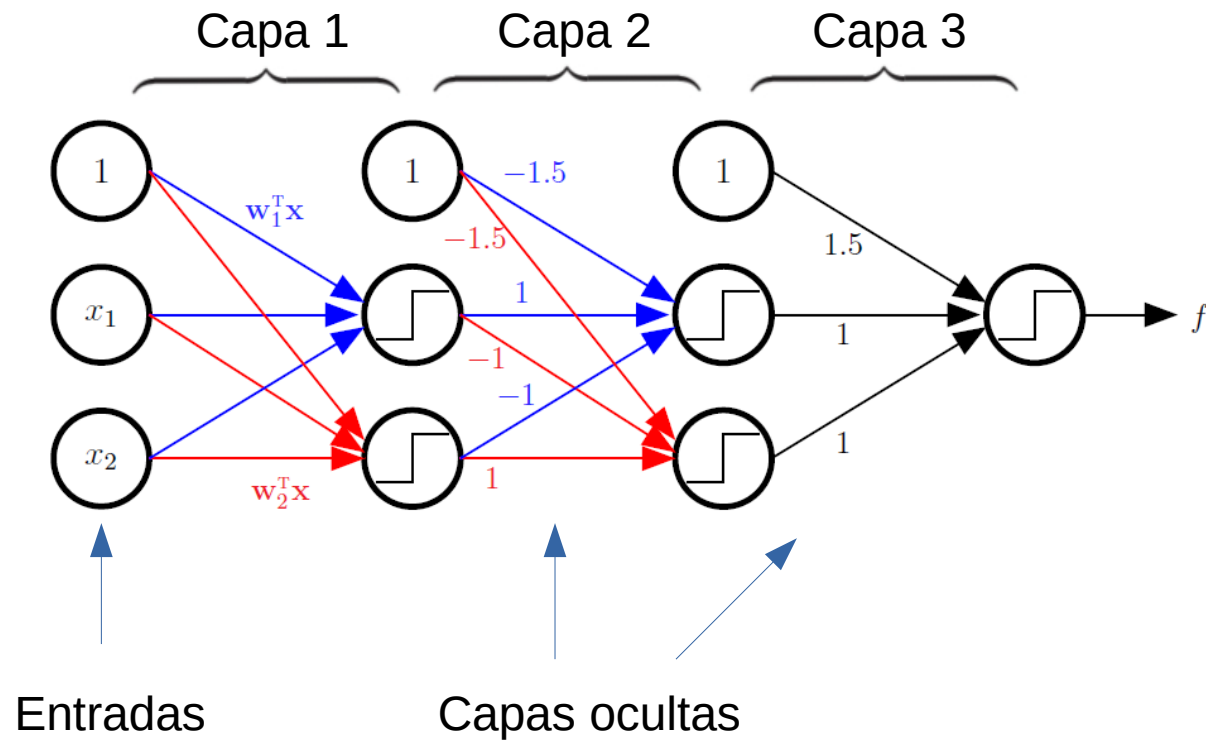 Capa 1 Capa 2 Capa 3
1 1 −1.5 1
w₁ᵀx
−1.5 1.5
x₁ 1 f
−1 1
−1
x₂ 1
w₂ᵀx 1
Entradas Capas ocultas